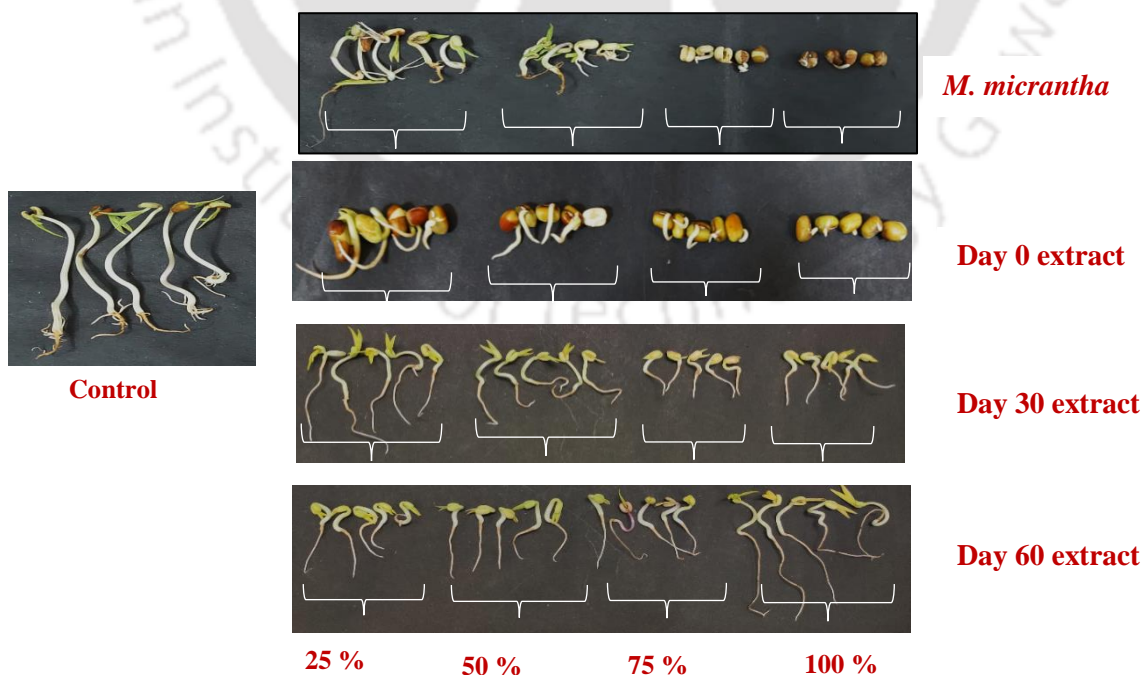 M. micrantha
Day 0 extract
Control
Day 30 extract
Day 60 extract
25 % 50 % 75 % 100 %